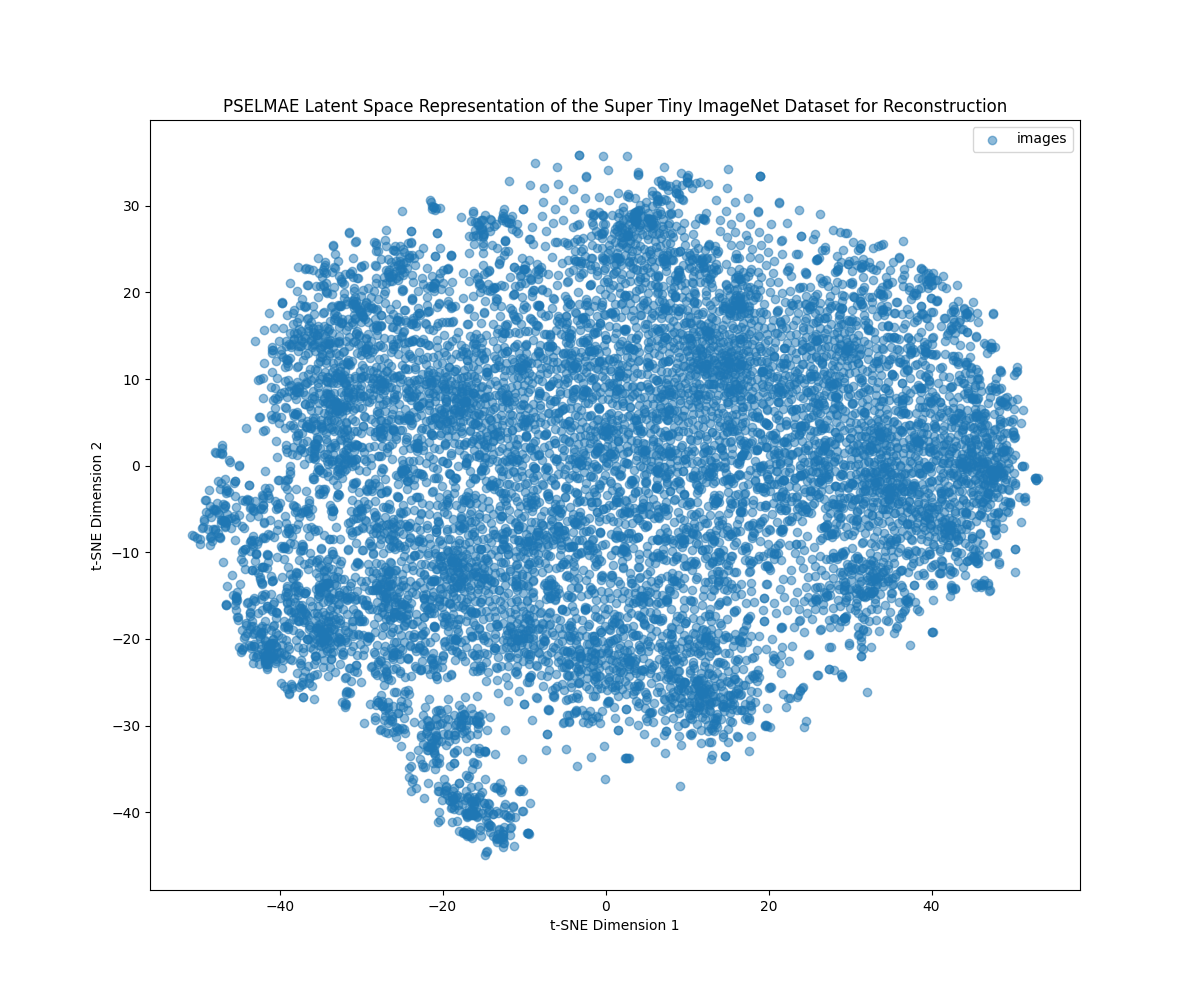 PSELMAE Latent Space Representation of the Super Tiny ImageNet Dataset for Reconstruction
images
30
20
10
0
−10
−20
−30
−40
t-SNE Dimension 2
−40 −20 0 20 40
t-SNE Dimension 1